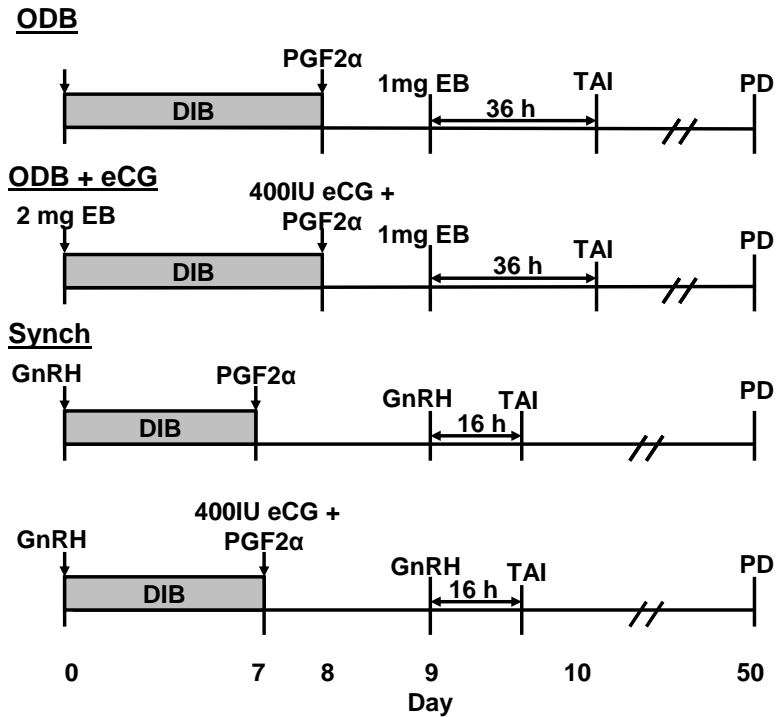 ODB
PGF2α
DIB
1mg EB
36 h
TAI
PD
ODB + eCG
2 mg EB
400IU eCG +
PGF2α
DIB
1mg EB
36 h
TAI
PD
Synch
GnRH
PGF2α
DIB
GnRH
16 h
TAI
PD
GnRH
400IU eCG +
PGF2α
DIB
GnRH
16 h
TAI
PD
0 7 8 9 10 50
Day